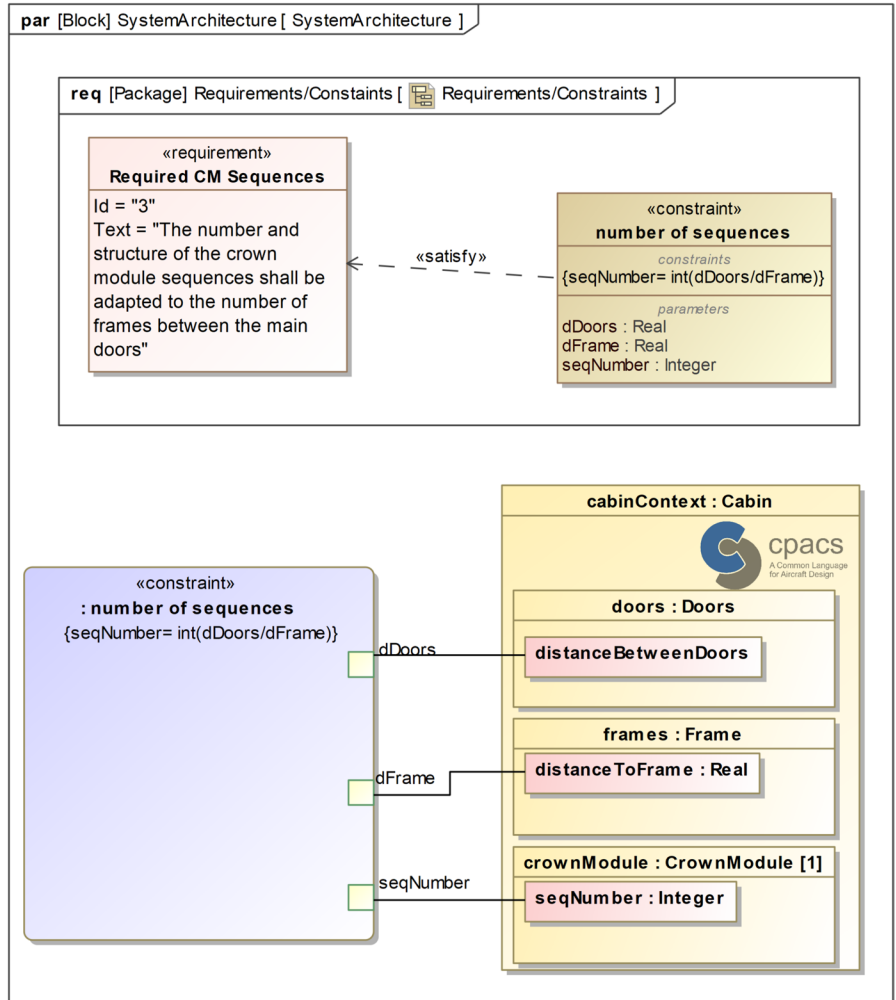 par [Block] SystemArchitecture [ SystemArchitecture ]
req [Package] Requirements/Constaints [ Requirements/Constraints ]
«requirement»
Required CM Sequences
Id = "3"
Text = "The number and
structure of the crown
module sequences shall be
adapted to the number of
frames between the main
doors"
«satisfy»
«constraint»
number of sequences
constraints
{seqNumber= int(dDoors/dFrame)}
parameters
dDoors : Real
dFrame : Real
seqNumber : Integer
«constraint»
: number of sequences
{seqNumber= int(dDoors/dFrame)}
dDoors
dFrame
seqNumber
cabinContext : Cabin
cpacs
A Common Language
for Aircraft Design
doors : Doors
distanceBetweenDoors
frames : Frame
distanceToFrame : Real
crownModule : CrownModule [1]
seqNumber : Integer